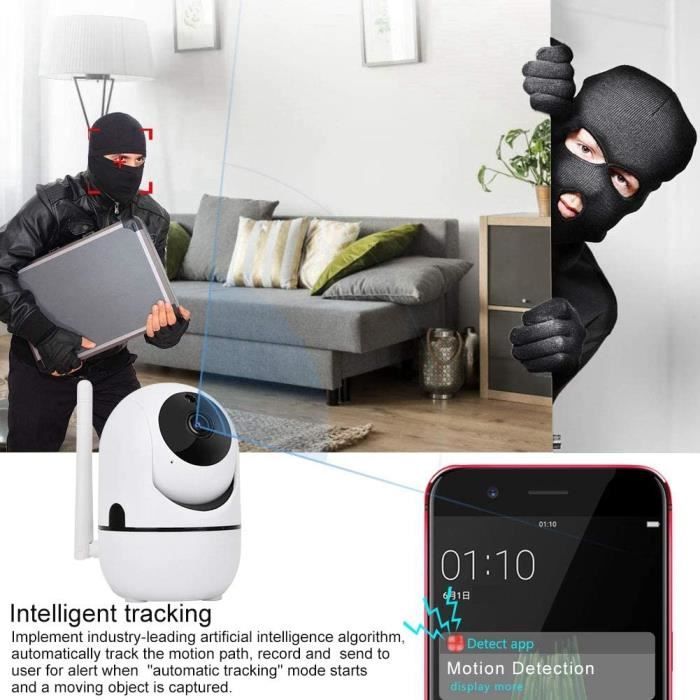 01:10
01:10
6月1日
Detect app
Motion Detection
display more
Intelligent tracking
Implement industry-leading artificial intelligence algorithm,
automatically track the motion path, record and send to
user for alert when "automatic tracking" mode starts
and a moving object is captured.